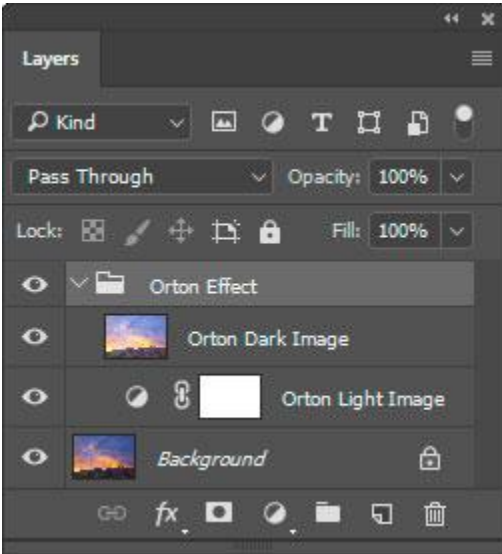 Layers
Kind
Pass Through Opacity: 100%
Lock: Fill: 100%
Orton Effect
Orton Dark Image
Orton Light Image
Background
fx